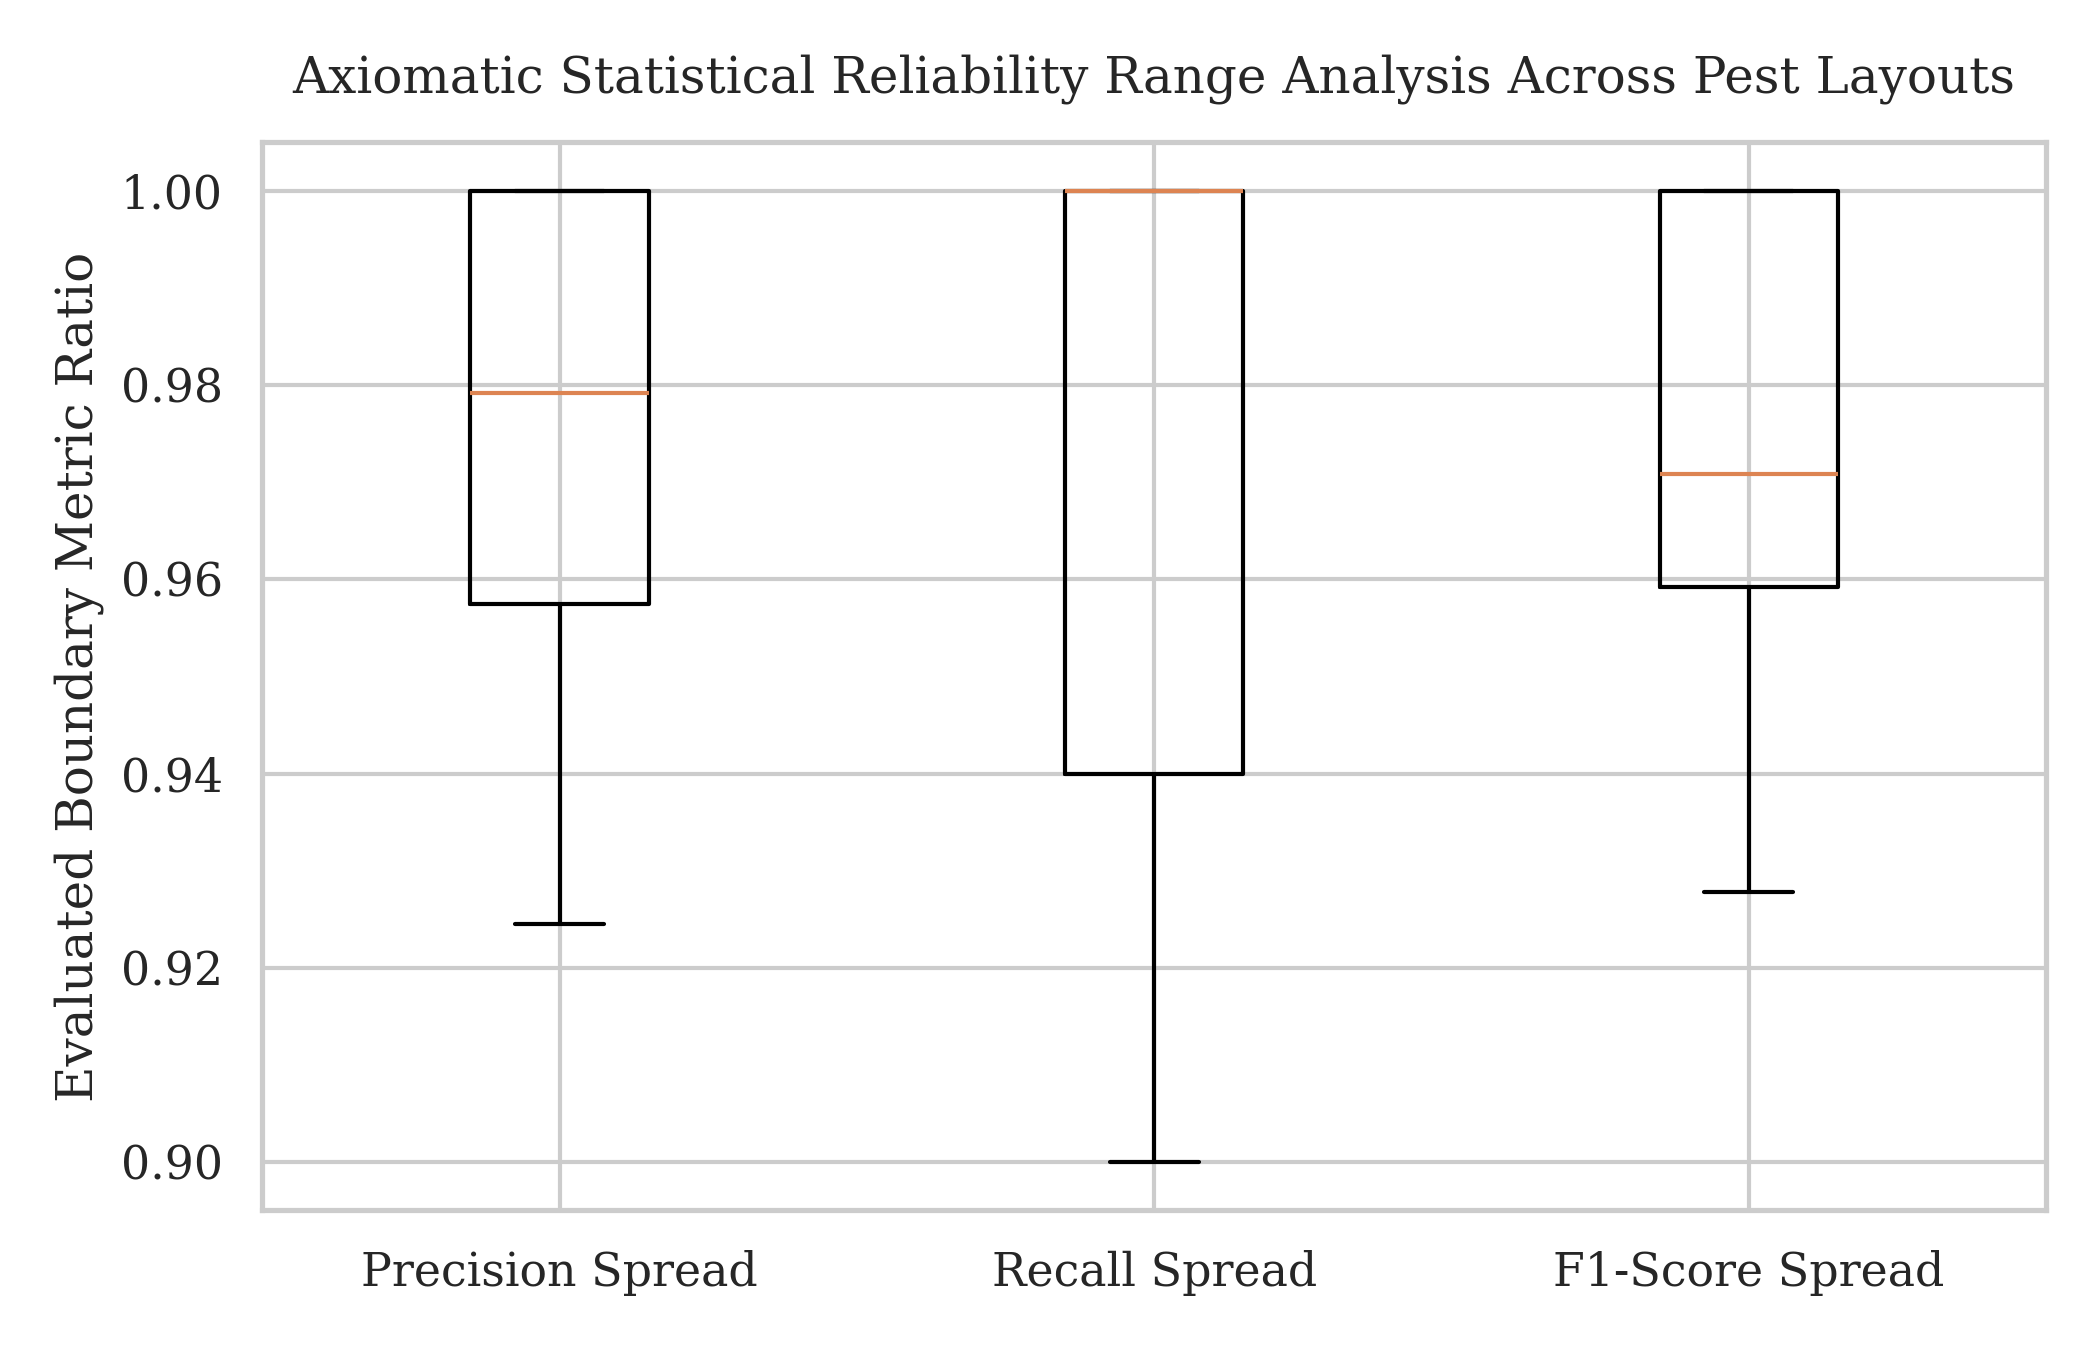 Axiomatic Statistical Reliability Range Analysis Across Pest Layouts
Evaluated Boundary Metric Ratio
1.00
0.98
0.96
0.94
0.92
0.90
Precision Spread
Recall Spread
F1-Score Spread